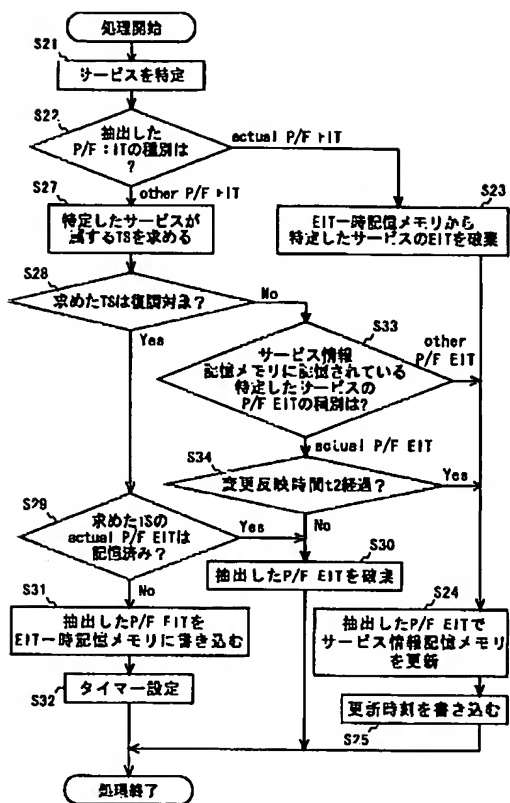 処理開始
S21
サービスを特定
S22
抽出した
P/F EITの種別は
?
actual P/F EIT
other P/F EIT
S27
特定したサービスが
属するTSを求める
S23
EIT一時記憶メモリから
特定したサービスのEITを破棄
S28
求めたTSは復調対象?
No
Yes
S33
サービス情報
記憶メモリに記憶されている
特定したサービスの
P/F EITの種別は?
other
P/F EIT
actual P/F EIT
S34
変更反映時間t2経過?
Yes
No
S29
求めたTSの
actual P/F EITは
記憶済み?
Yes
No
S30
抽出したP/F EITを破棄
S31
抽出したP/F EITを
EIT一時記憶メモリに書き込む
S24
抽出したP/F EITで
サービス情報記憶メモリ
を更新
S32
タイマー設定
更新時刻を書き込む
S25
処理終了